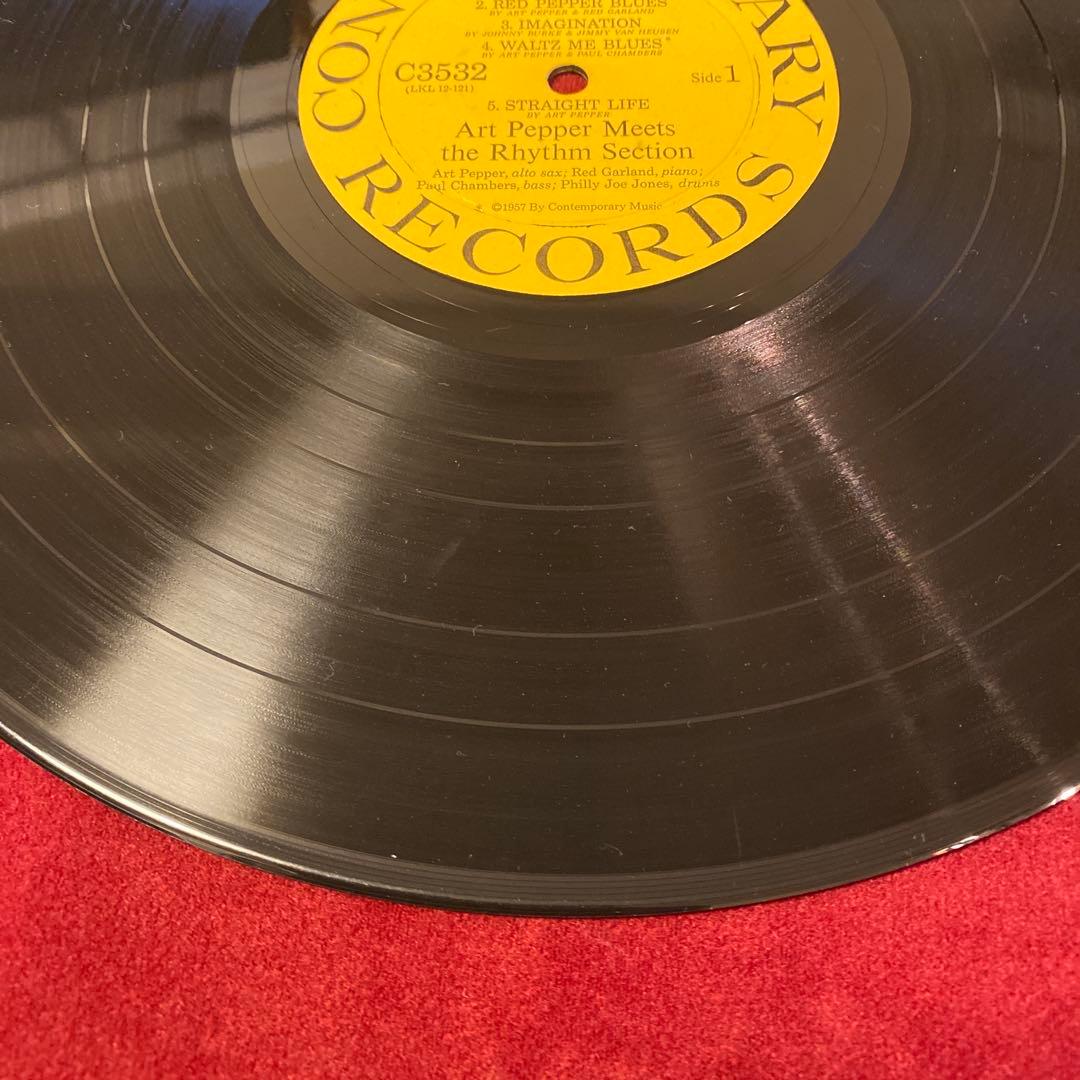 2. RED PEPPER BLUES
BY ART PEPPER & RED GARLAND
3. IMAGINATION
BY JOHNNY BURKE & JIMMY VAN HEUSEN
4. WALTZ ME BLUES*
BY ART PEPPER & PAUL CHAMBERS
C3532
(LKL 12-121)
Side 1
5. STRAIGHT LIFE
BY ART PEPPER
Art Pepper Meets
the Rhythm Section
Art Pepper, alto sax; Red Garland, piano;
Paul Chambers, bass; Philly Joe Jones, drums
* ©1957 By Contemporary Music
CON
RARY
RECORDS